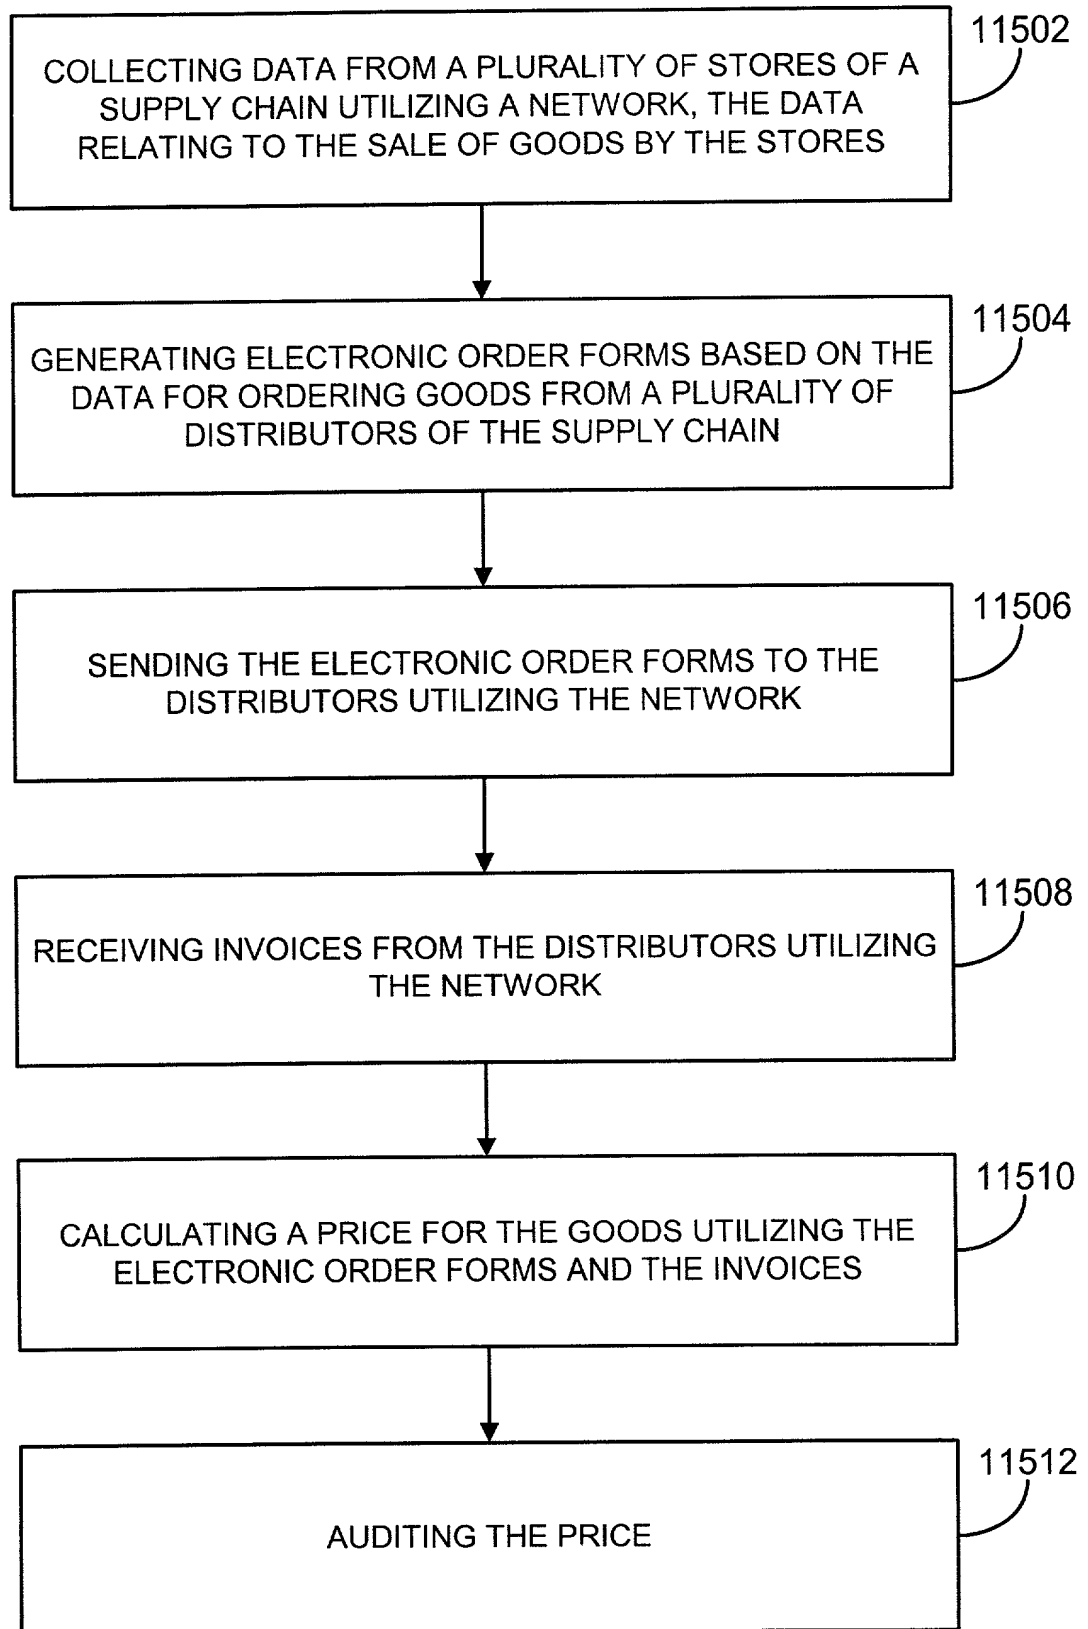 11502
COLLECTING DATA FROM A PLURALITY OF STORES OF A
SUPPLY CHAIN UTILIZING A NETWORK, THE DATA
RELATING TO THE SALE OF GOODS BY THE STORES
11504
GENERATING ELECTRONIC ORDER FORMS BASED ON THE
DATA FOR ORDERING GOODS FROM A PLURALITY OF
DISTRIBUTORS OF THE SUPPLY CHAIN
11506
SENDING THE ELECTRONIC ORDER FORMS TO THE
DISTRIBUTORS UTILIZING THE NETWORK
11508
RECEIVING INVOICES FROM THE DISTRIBUTORS UTILIZING
THE NETWORK
11510
CALCULATING A PRICE FOR THE GOODS UTILIZING THE
ELECTRONIC ORDER FORMS AND THE INVOICES
11512
AUDITING THE PRICE